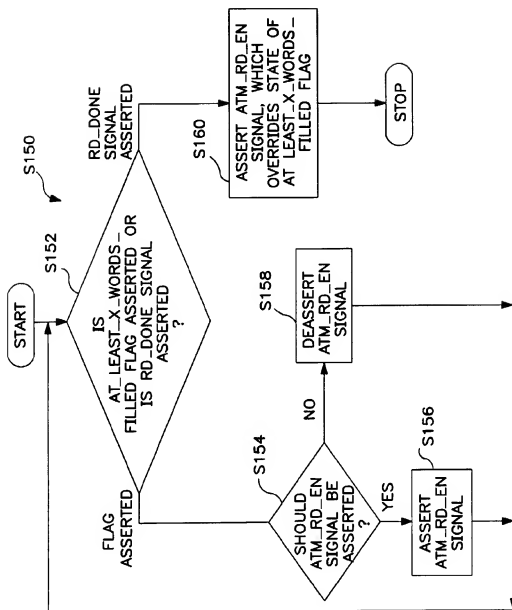 S150
START
S152
IS
AT_LEAST_X_WORDS_
FILLED FLAG ASSERTED OR
IS RD_DONE SIGNAL
ASSERTED
?
RD_DONE
SIGNAL
ASSERTED
FLAG
ASSERTED
S160
ASSERT ATM_RD_EN
SIGNAL, WHICH
OVERRIDES STATE OF
AT LEAST_X_WORDS_
FILLED FLAG
STOP
S154
SHOULD
ATM_RD_EN
SIGNAL BE
ASSERTED
?
NO
S158
DEASSERT
ATM_RD_EN
SIGNAL
YES
S156
ASSERT
ATM_RD_EN
SIGNAL